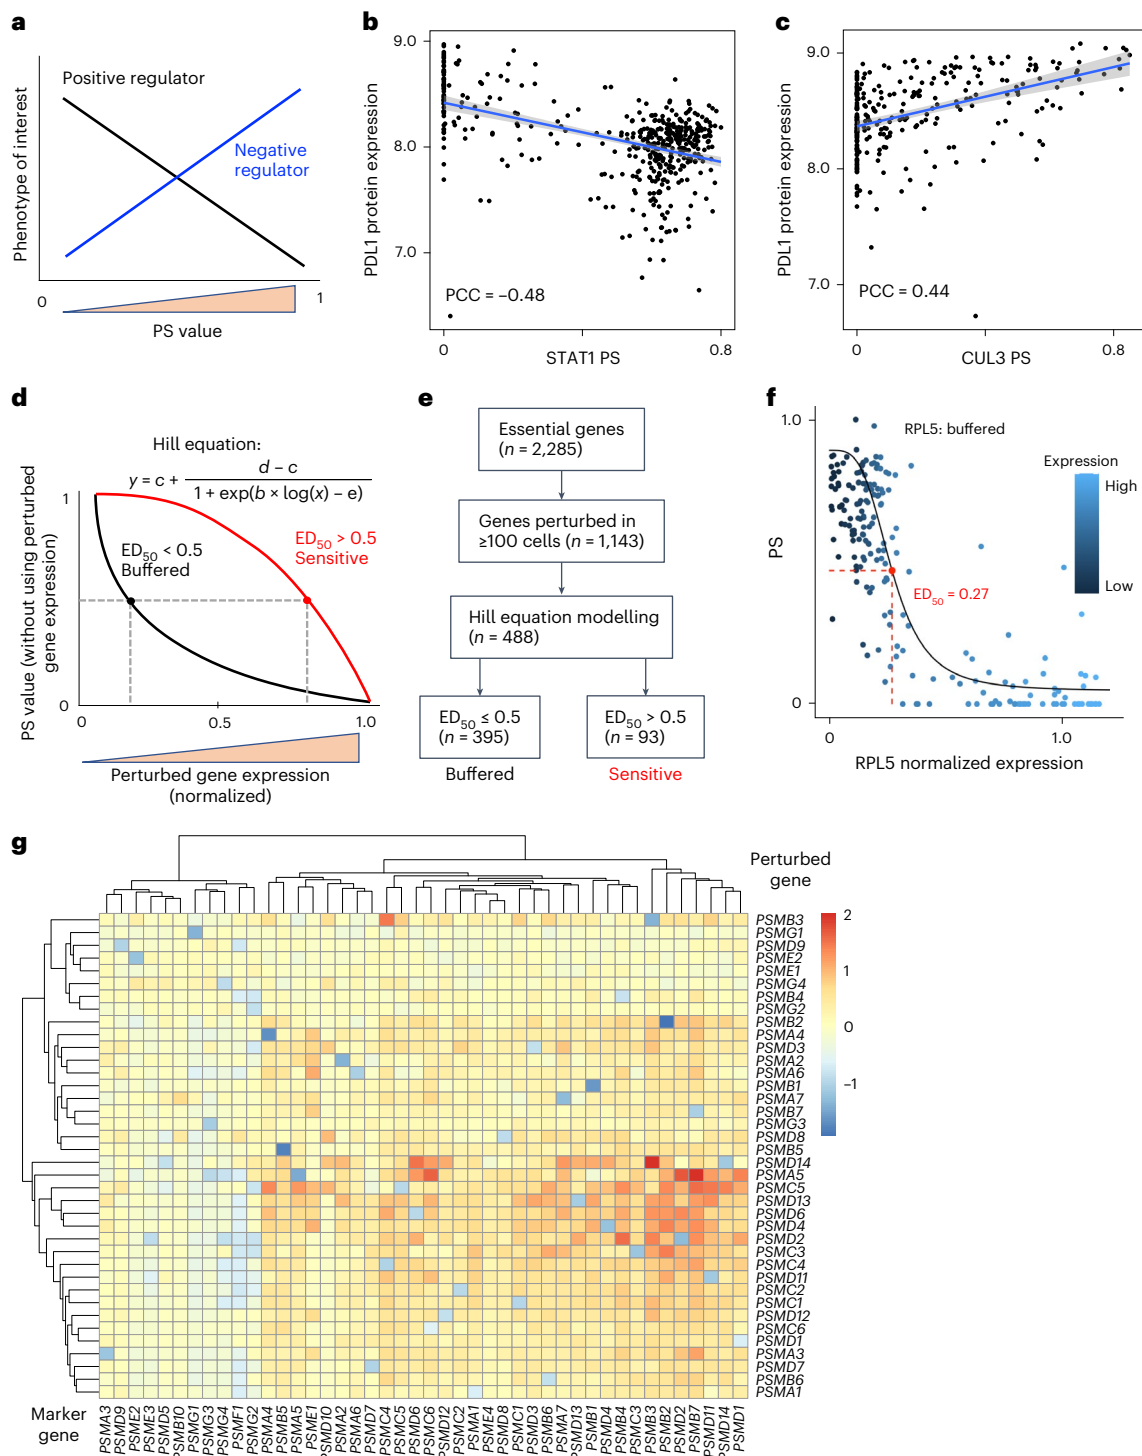 a
Positive regulator
Negative
regulator
Phenotype of interest
0
1
PS value
b
9.0
8.0
7.0
PDL1 protein expression
PCC = –0.48
0
STAT1 PS
0.8
c
9.0
8.0
7.0
PDL1 protein expression
PCC = 0.44
0
CUL3 PS
0.8
d
Hill equation:
y = c + d – c / 1 + exp(b × log(x) – e)
1
0
ED50 < 0.5
Buffered
ED50 > 0.5
Sensitive
PS value (without using perturbed
gene expression)
0
0.5
1.0
Perturbed gene expression
(normalized)
e
Essential genes
(n = 2,285)
Genes perturbed in
≥100 cells (n = 1,143)
Hill equation modelling
(n = 488)
ED50 ≤ 0.5
(n = 395)
ED50 > 0.5
(n = 93)
Buffered
Sensitive
f
1.0
0
PS
RPL5: buffered
Expression
High
Low
ED50 = 0.27
0
1.0
RPL5 normalized expression
g
Perturbed
gene
PSMB3
PSMG1
PSMD9
PSME2
PSME1
PSMG4
PSMB4
PSMG2
PSMB2
PSMA4
PSMD3
PSMA2
PSMA6
PSMB1
PSMA7
PSMB7
PSMG3
PSMD8
PSMB5
PSMD14
PSMA5
PSMC5
PSMD13
PSMD6
PSMD4
PSMD2
PSMC3
PSMC4
PSMD11
PSMC2
PSMC1
PSMD12
PSMC6
PSMD1
PSMA3
PSMD7
PSMB6
PSMA1
2
1
0
–1
Marker
gene
PSMA3
PSMD9
PSME2
PSME3
PSMD5
PSMB10
PSMG1
PSMG3
PSMG4
PSMF1
PSMG2
PSMA4
PSMB5
PSMA5
PSME1
PSMD10
PSMA2
PSMA6
PSMD7
PSMC4
PSMC5
PSMD6
PSMC6
PSMD12
PSMC2
PSMA1
PSME4
PSMD8
PSMC1
PSMD3
PSMB6
PSMA7
PSMD13
PSMB1
PSMD4
PSMB4
PSMC3
PSMB3
PSMB2
PSMD2
PSMB7
PSMD11
PSMD14
PSMD1